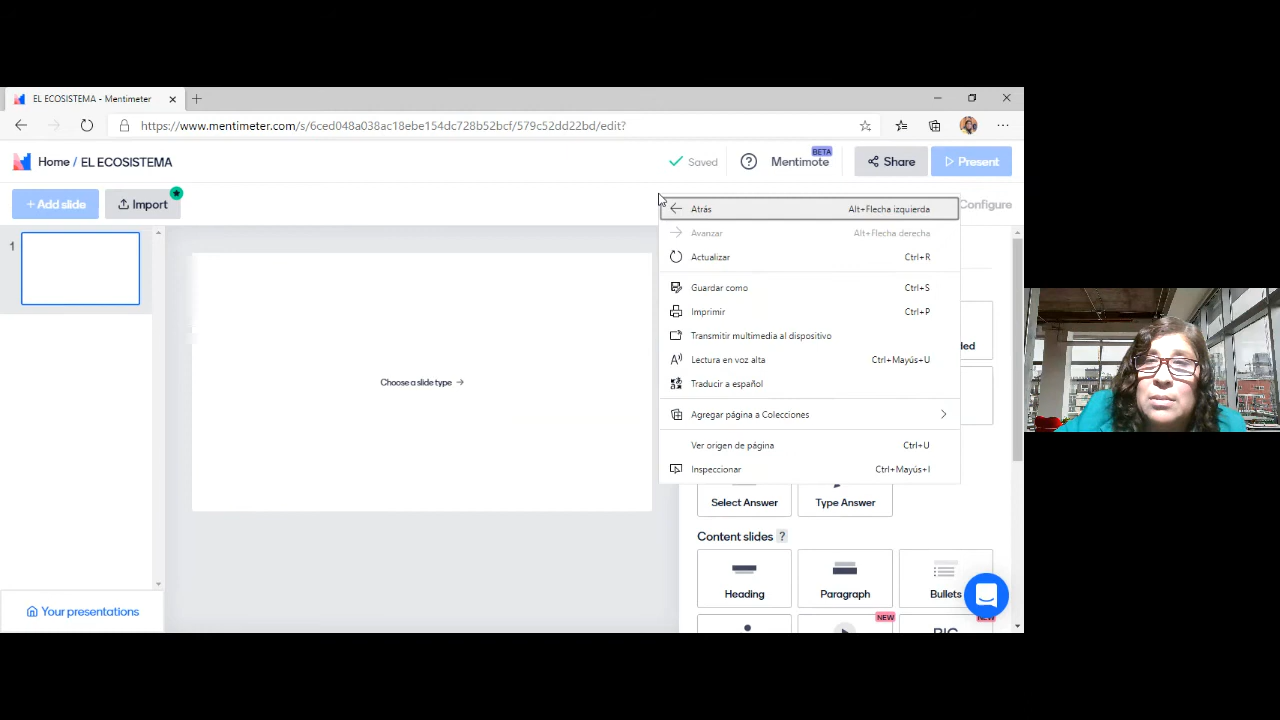 EL ECOSISTEMA - Mentimeter
https://www.mentimeter.com/s/6ced048a038ac18ebe154dc728b52bcf/579c52dd22bd/edit?
Home / EL ECOSISTEMA
Saved
?
Mentimote
BETA
Share
Present
+ Add slide
Import
Configure
1
Choose a slide type →
Atrás Alt+Flecha izquierda
Avanzar Alt+Flecha derecha
Actualizar Ctrl+R
Guardar como Ctrl+S
Imprimir Ctrl+P
Transmitir multimedia al dispositivo
Lectura en voz alta Ctrl+Mayús+U
Traducir a español
Agregar página a Colecciones
Ver origen de página Ctrl+U
Inspeccionar Ctrl+Mayús+I
Select Answer
Type Answer
Content slides ?
Heading
Paragraph
Bullets
NEW
NEW
BIG
Your presentations